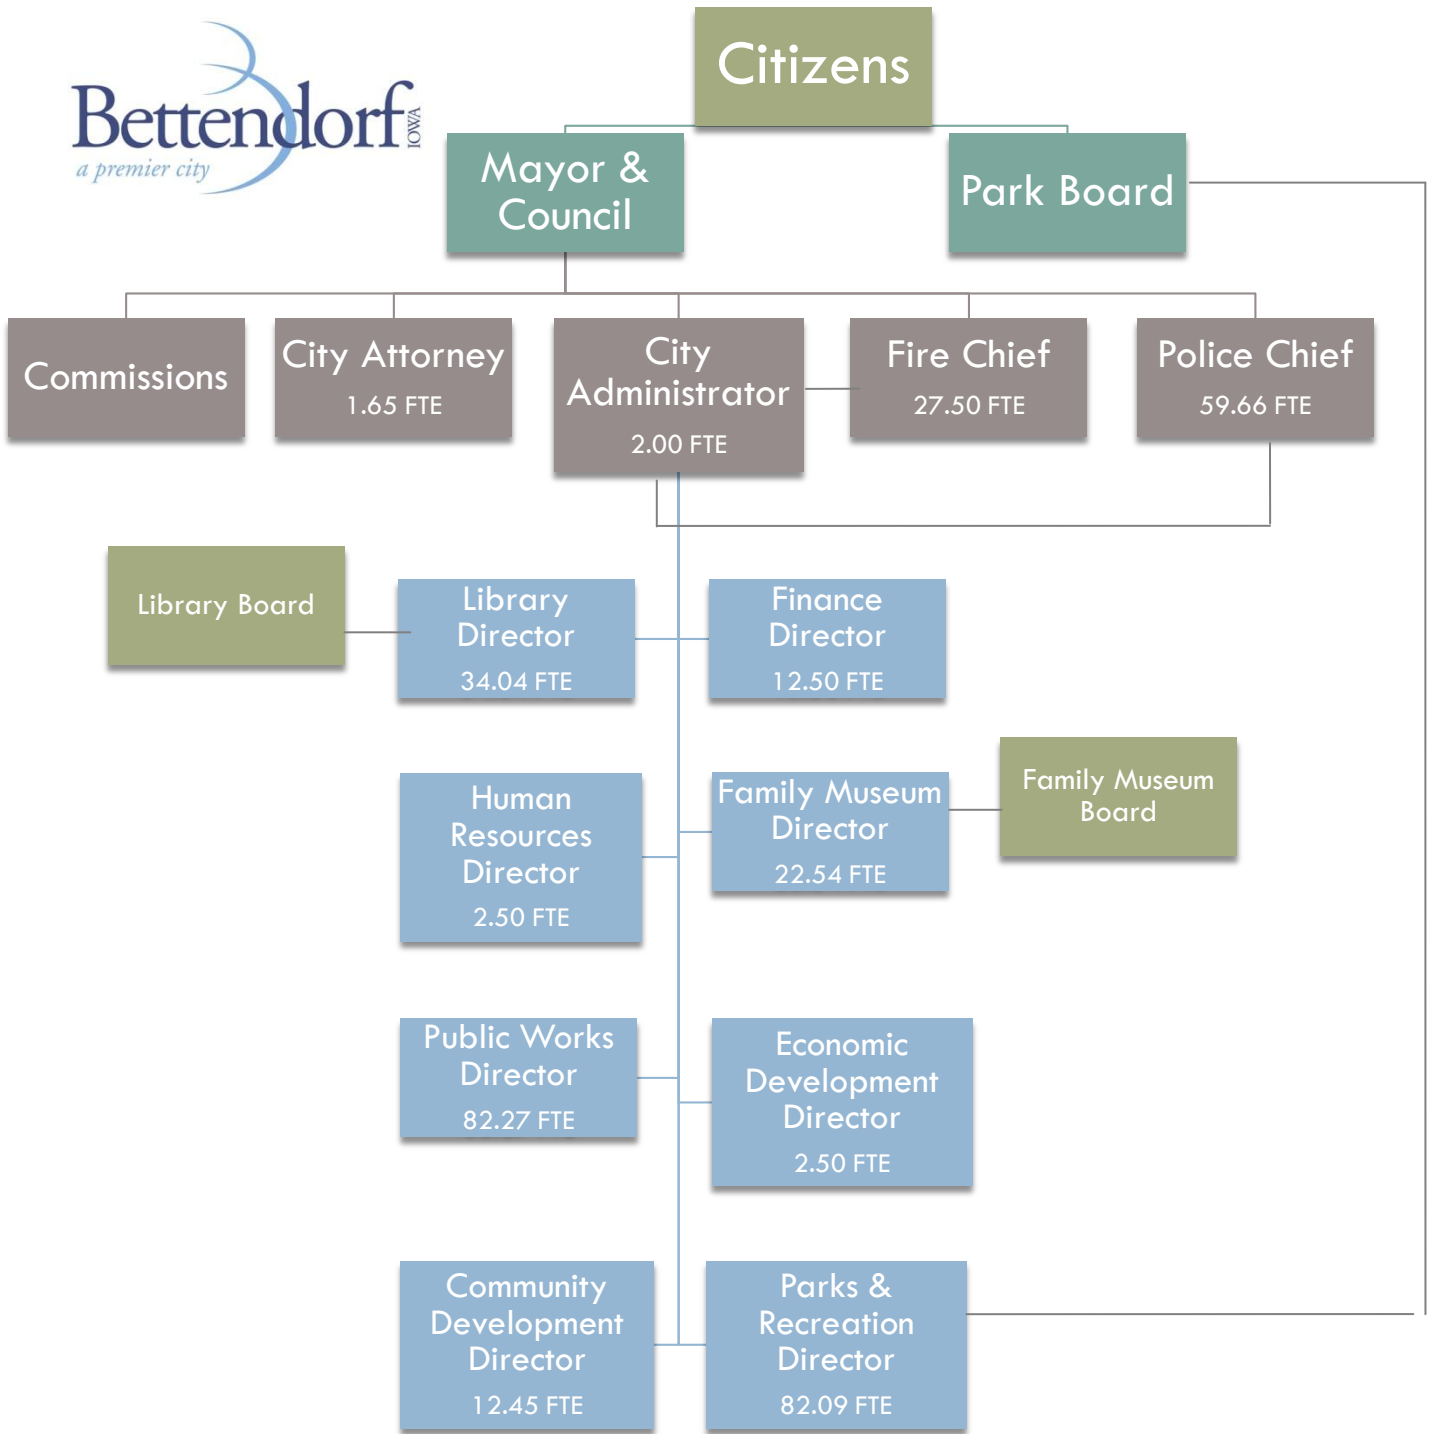 Citizens
Bettendorf
IOWA
a premier city
Mayor &
Council
Park Board
Commissions
City Attorney
1.65 FTE
City
Administrator
2.00 FTE
Fire Chief
27.50 FTE
Police Chief
59.66 FTE
Library Board
Library
Director
34.04 FTE
Finance
Director
12.50 FTE
Human
Resources
Director
2.50 FTE
Family Museum
Director
22.54 FTE
Family Museum
Board
Public Works
Director
82.27 FTE
Economic
Development
Director
2.50 FTE
Community
Development
Director
12.45 FTE
Parks &
Recreation
Director
82.09 FTE